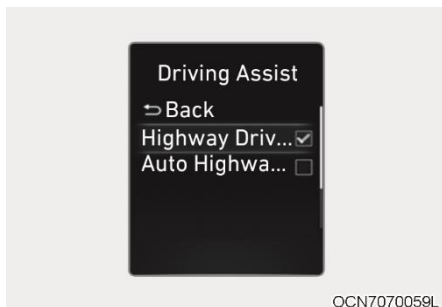 Driving Assist
Back
Highway Driv...
Auto Highwa...
OCN7070059L